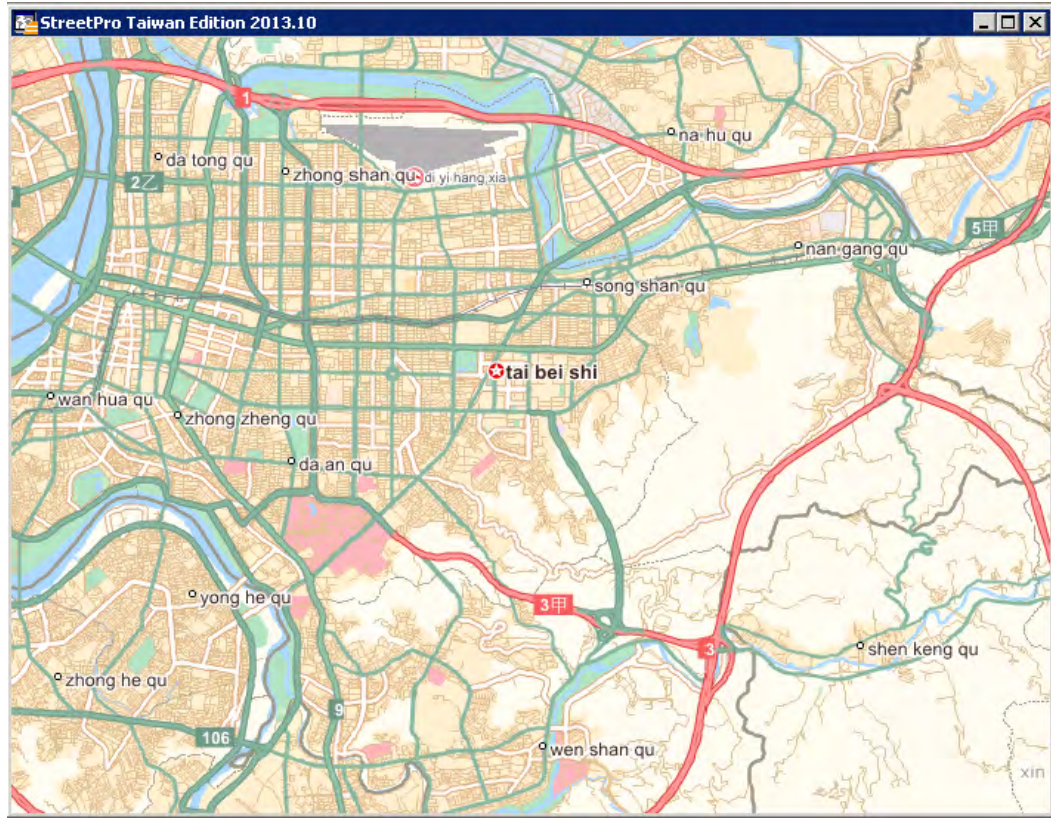 StreetPro Taiwan Edition 2013.10
1
na hu qu
da tong qu
zhong shan qu
di yi hang xia
2乙
5甲
nan gang qu
song shan qu
tai bei shi
wan hua qu
zhong zheng qu
da an qu
yong he qu
3甲
3
shen keng qu
zhong he qu
9
106
wen shan qu
xin